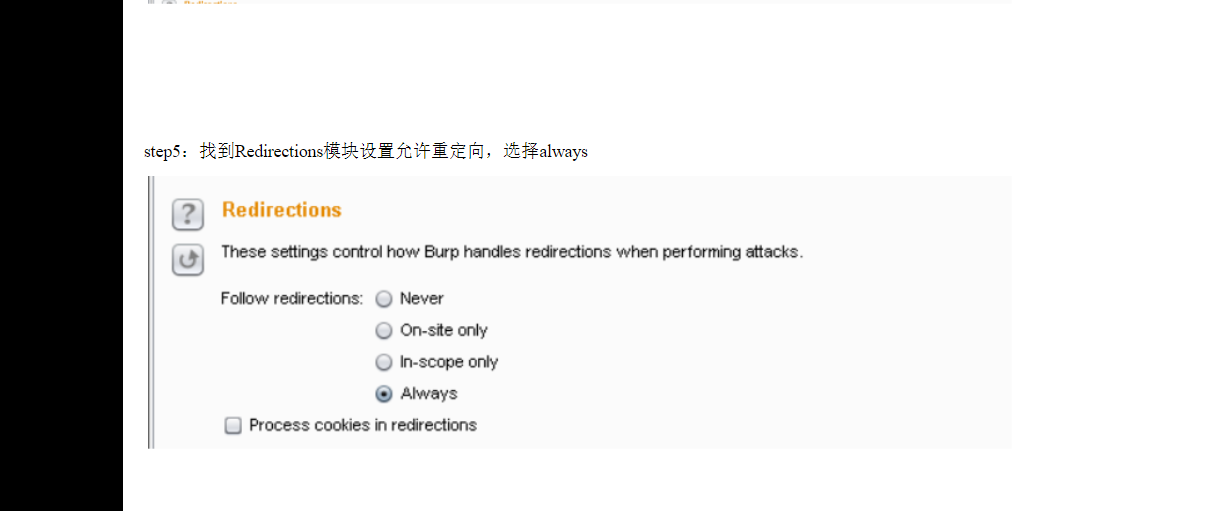 step5：找到Redirections模块设置允许重定向，选择always
?
Redirections
These settings control how Burp handles redirections when performing attacks.
Follow redirections: Never
On-site only
In-scope only
Always
Process cookies in redirections